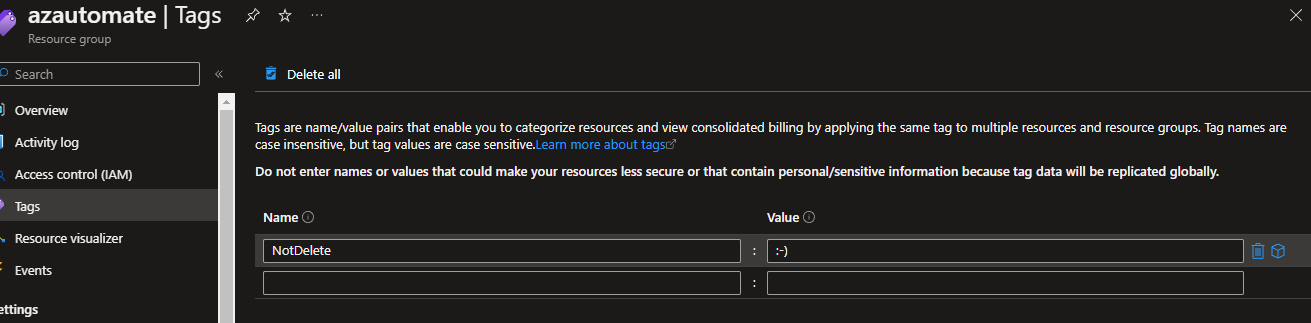 azautomate | Tags
Resource group
Search
Overview
Activity log
Access control (IAM)
Tags
Resource visualizer
Events
ettings
Delete all
Tags are name/value pairs that enable you to categorize resources and view consolidated billing by applying the same tag to multiple resources and resource groups. Tag names are
case insensitive, but tag values are case sensitive.Learn more about tags
Do not enter names or values that could make your resources less secure or that contain personal/sensitive information because tag data will be replicated globally.
Name Value
NotDelete : :-)
: